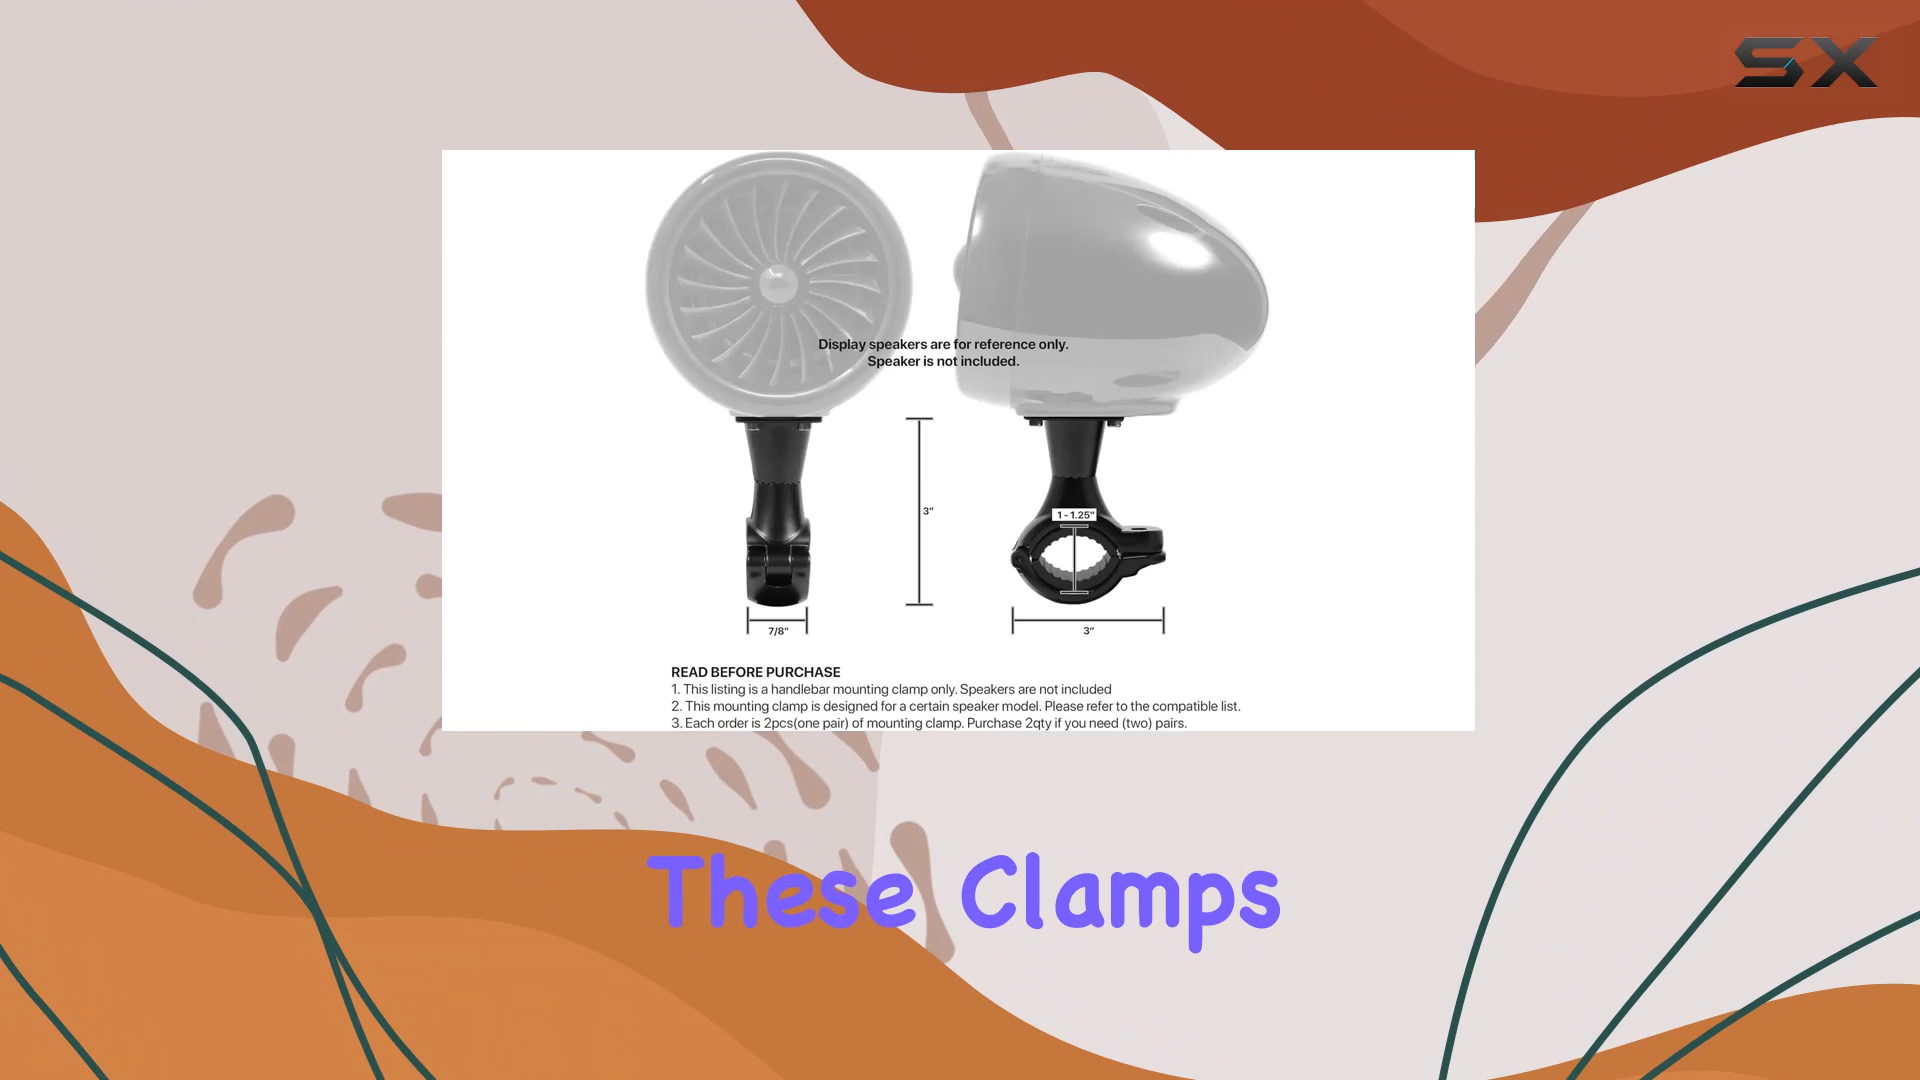 SX
Display speakers are for reference only.
Speaker is not included.
3"
1 - 1.25"
7/8"
3"
READ BEFORE PURCHASE
1. This listing is a handlebar mounting clamp only. Speakers are not included
2. This mounting clamp is designed for a certain speaker model. Please refer to the compatible list.
3. Each order is 2pcs(one pair) of mounting clamp. Purchase 2qty if you need (two) pairs.
These Clamps